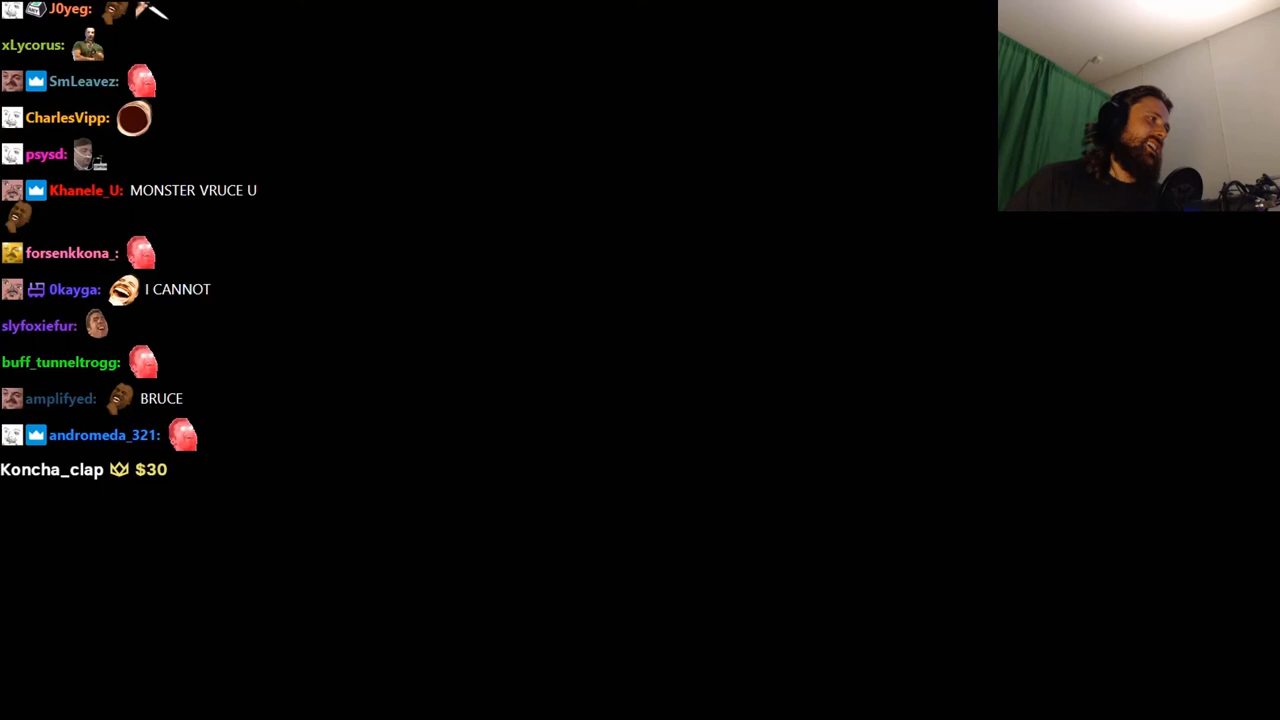 J0yeg:
xLycorus:
SmLeavez:
CharlesVipp:
psysd:
Khanele_U: MONSTER VRUCE U
forsenkkona_:
0kayga: I CANNOT
slyfoxiefur:
buff_tunneltrogg:
amplifyed: BRUCE
andromeda_321:
Koncha_clap $30